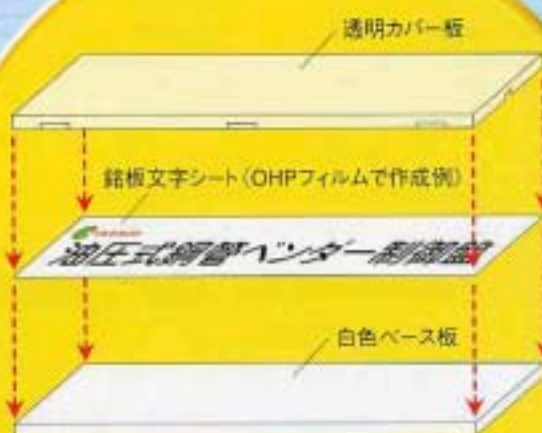 透明カバー板
銘板文字シート(OHPフィルムで作成例)
油圧式鋼管ベンダー制御盤
白色ベース板